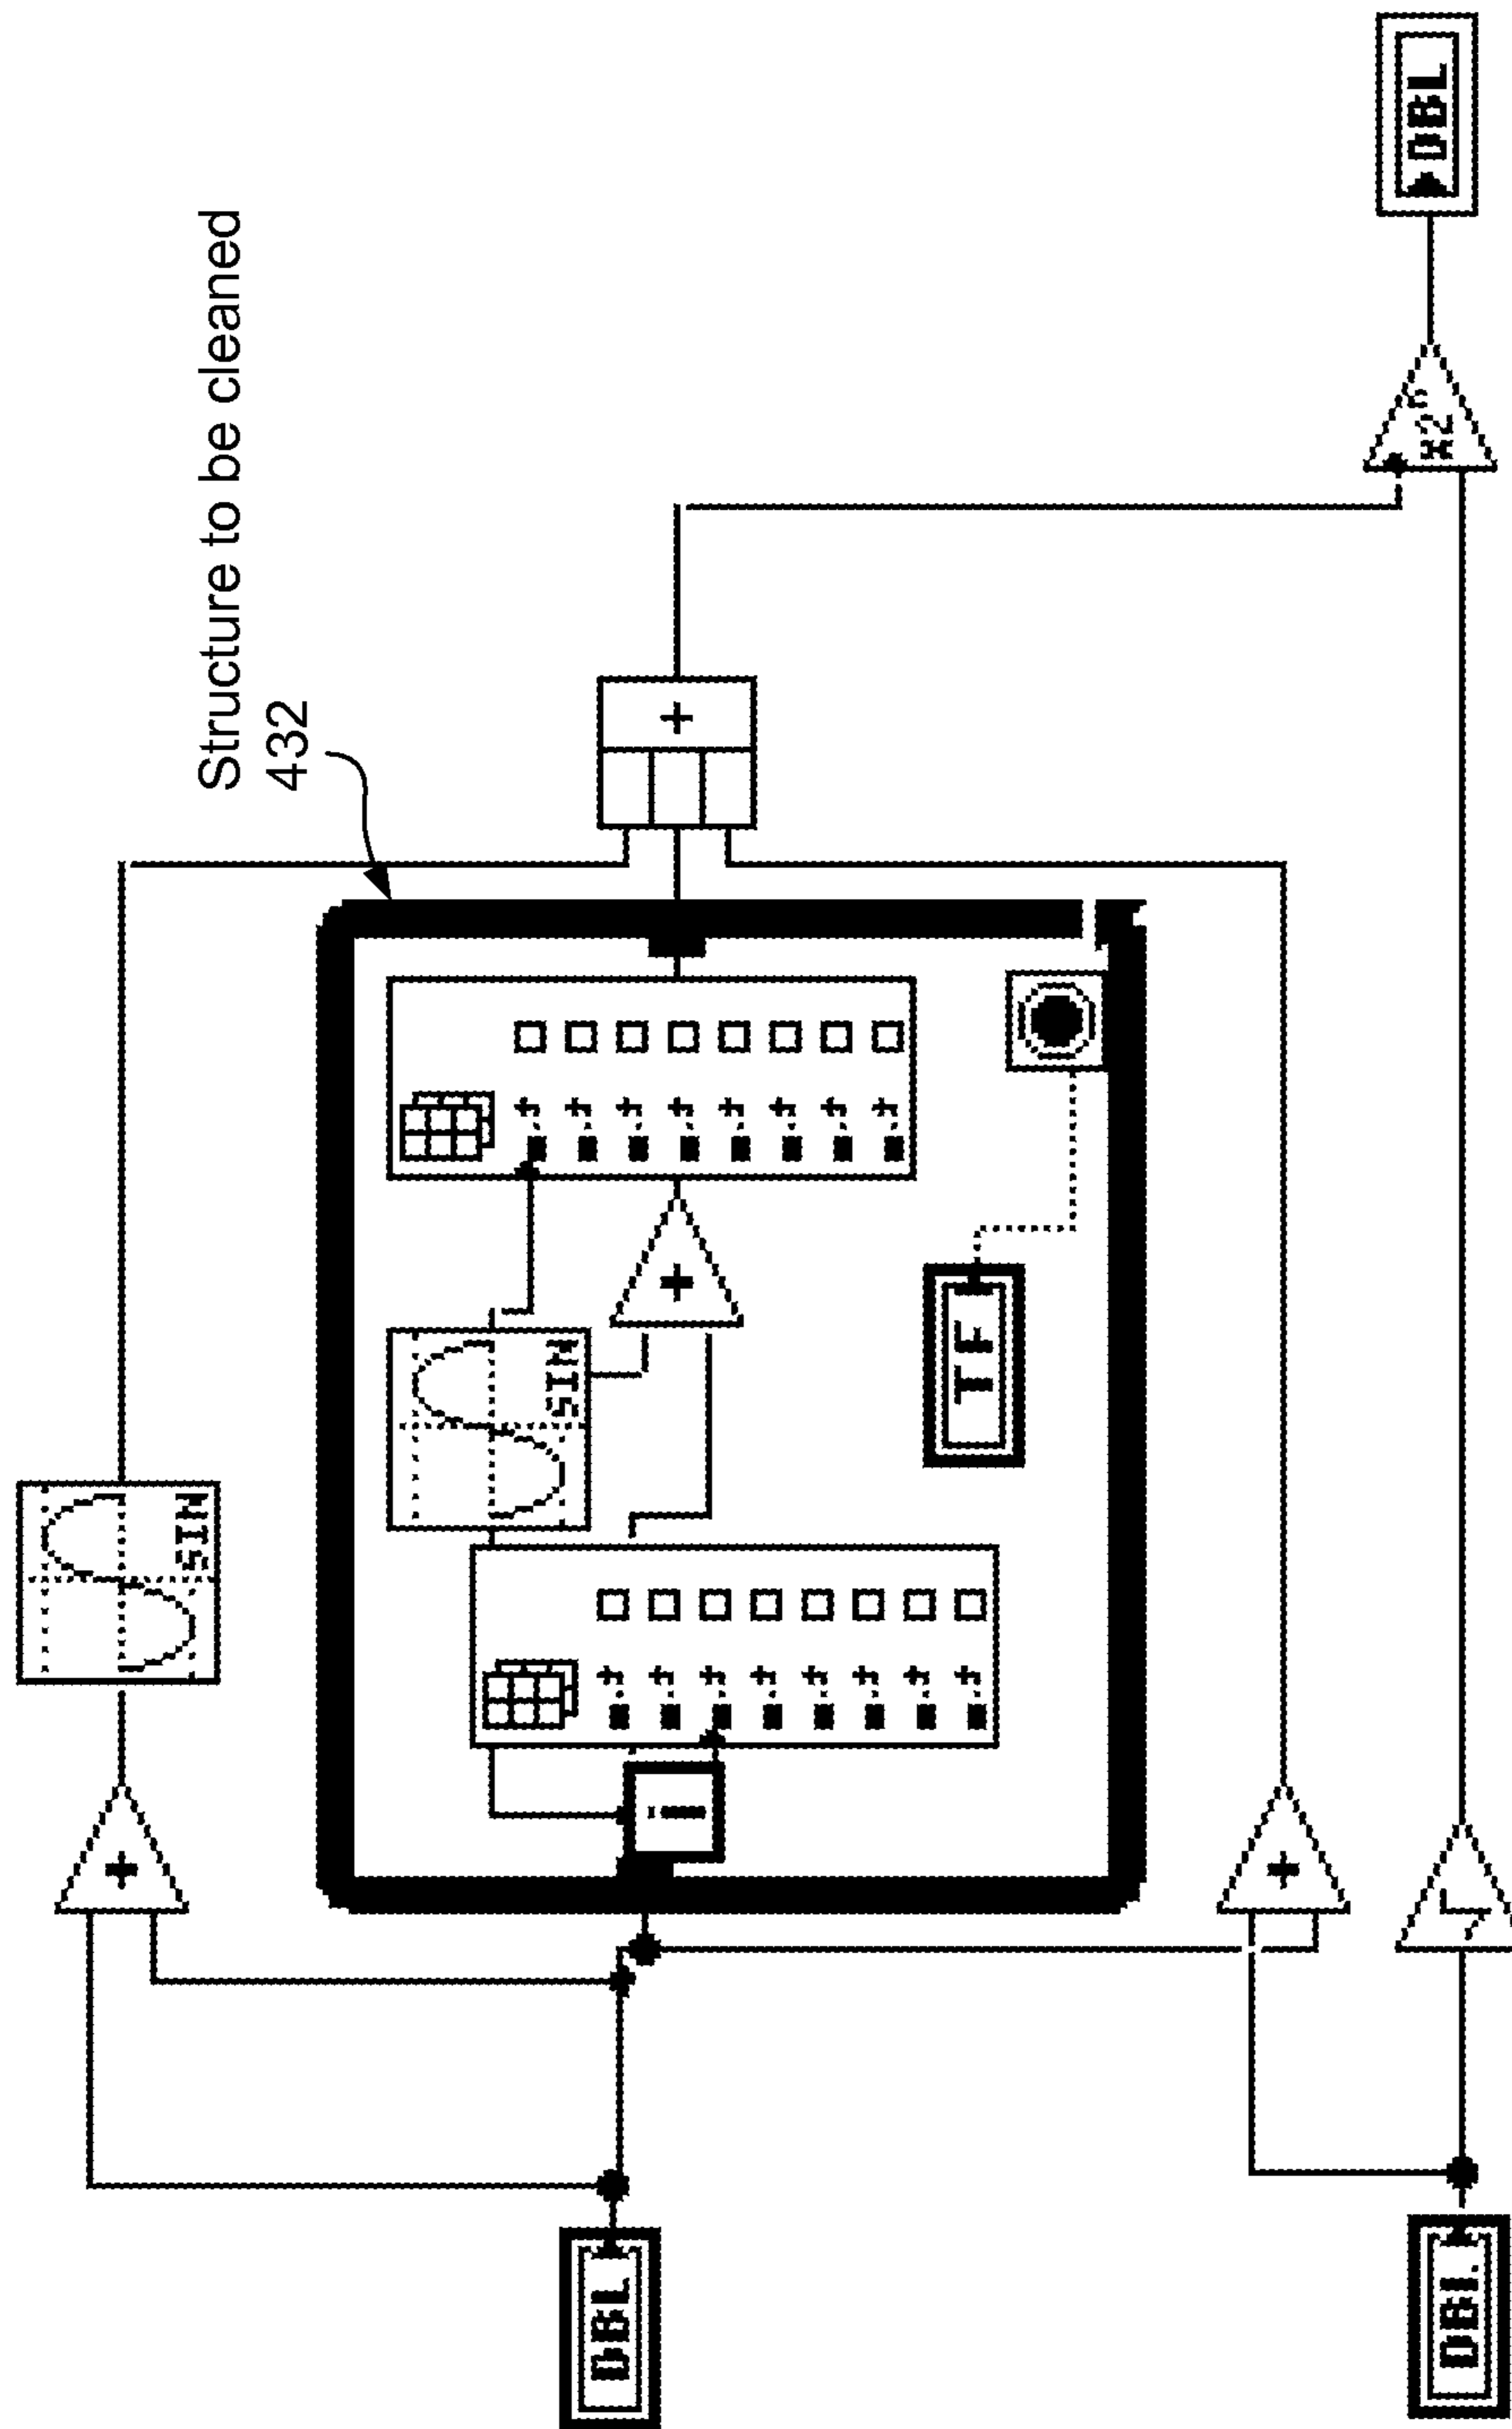 +
SIN
Structure to be cleaned
432
SIN
DBL
i
+
+
TF
+
DBL
DBL